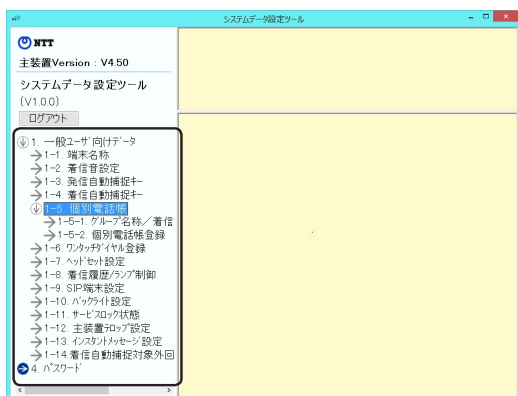 システムデータ設定ツール
NTT
主装置Version : V4.50
システムデータ設定ツール
(V1.0.0)
ログアウト
1. 一般ユーザ向けデータ
1-1. 端末名称
1-2. 着信音設定
1-3. 発信自動捕捉キー
1-4. 着信自動捕捉キー
1-5. 個別電話帳
1-5-1. グループ名称/着信
1-5-2. 個別電話帳登録
1-6. ワンタッチダイヤル登録
1-7. ヘッドセット設定
1-8. 着信履歴/ランプ制御
1-9. SIP端末設定
1-10. バックライト設定
1-11. サービスロック状態
1-12. 主装置テロップ設定
1-13. インスタントメッセージ設定
1-14.着信自動捕捉対象外回
4. パスワード